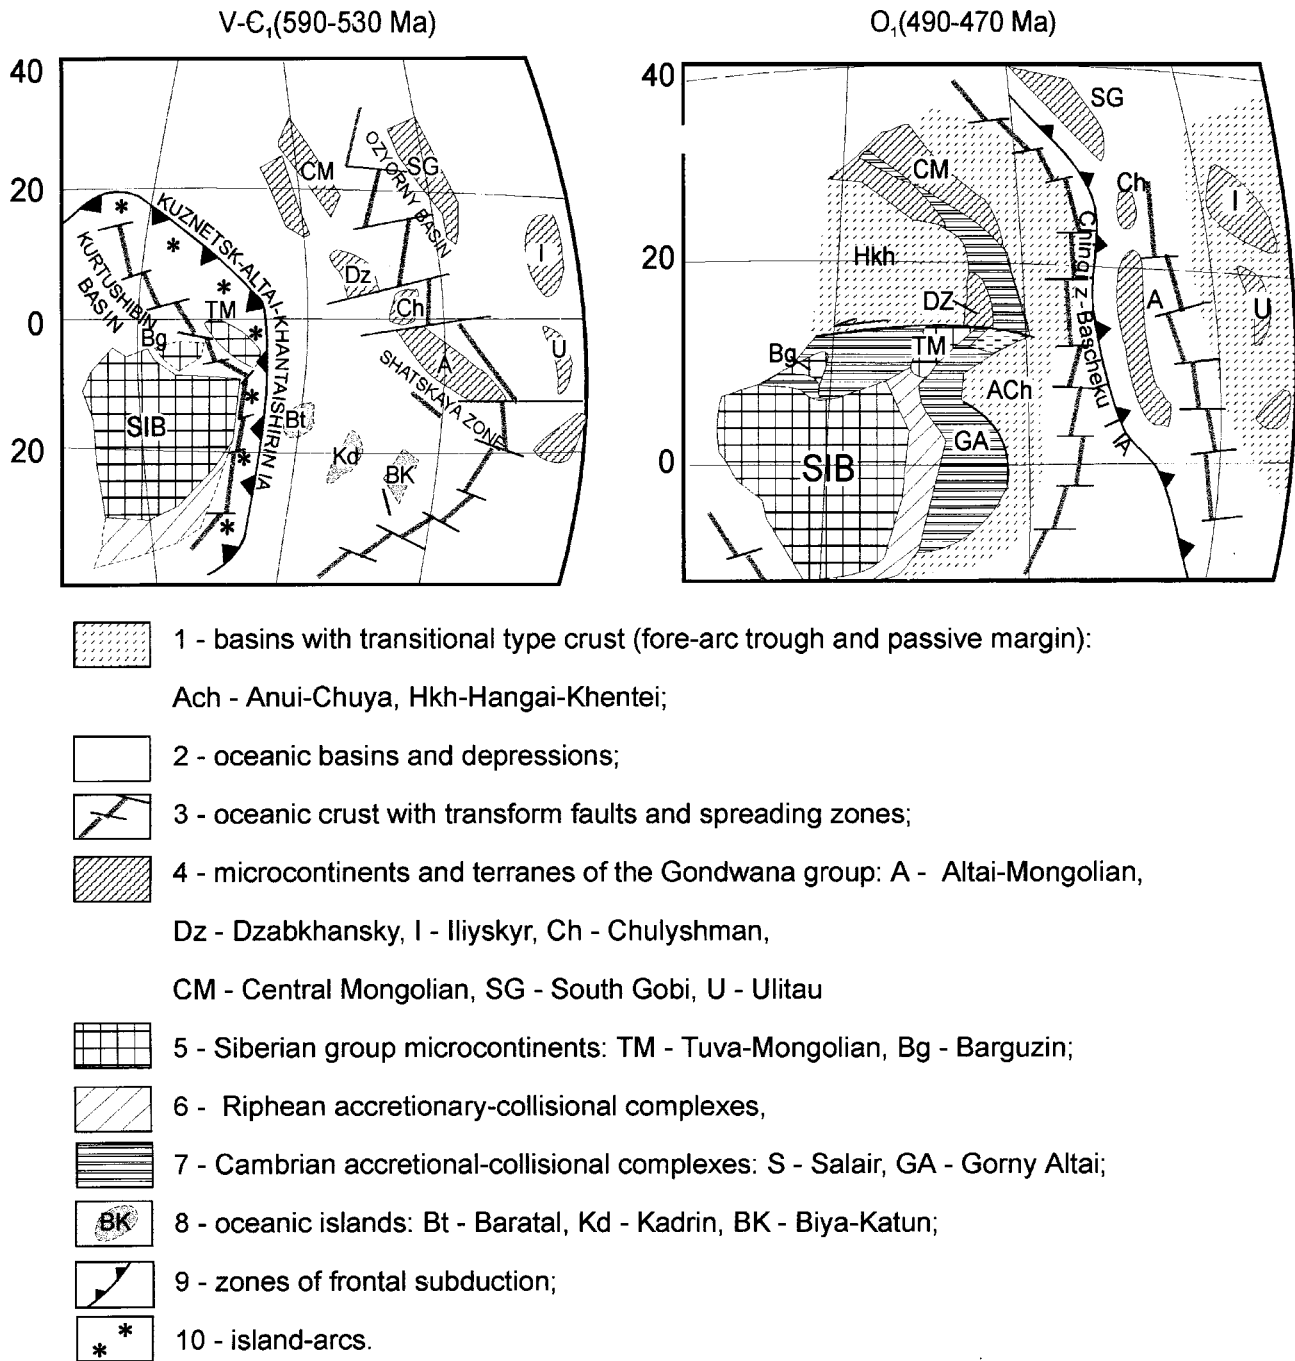 V-Є₁(590-530 Ma)
O₁(490-470 Ma)
40
20
0
20
KUZNETSK-ALTAI-KHANTAISHIRIN IA
KURTUSHIBIN
BASIN
TM
Bg
SIB
CM
OZYORNY BASIN
SG
Dz
Ch
I
U
A
SHATSKAYA ZONE
Bt
Kd
BK
40
20
0
SG
CM
Ch
I
Hkh
DZ
A
U
Chingiz-Bascheku IA
Bg
TM
ACh
GA
SIB
1 - basins with transitional type crust (fore-arc trough and passive margin):
Ach - Anui-Chuya, Hkh-Hangai-Khentei;
2 - oceanic basins and depressions;
3 - oceanic crust with transform faults and spreading zones;
4 - microcontinents and terranes of the Gondwana group: A - Altai-Mongolian,
Dz - Dzabkhansky, I - Iliyskyr, Ch - Chulyshman,
CM - Central Mongolian, SG - South Gobi, U - Ulitau
5 - Siberian group microcontinents: TM - Tuva-Mongolian, Bg - Barguzin;
6 - Riphean accretionary-collisional complexes,
7 - Cambrian accretional-collisional complexes: S - Salair, GA - Gorny Altai;
BK
8 - oceanic islands: Bt - Baratal, Kd - Kadrin, BK - Biya-Katun;
9 - zones of frontal subduction;
10 - island-arcs.